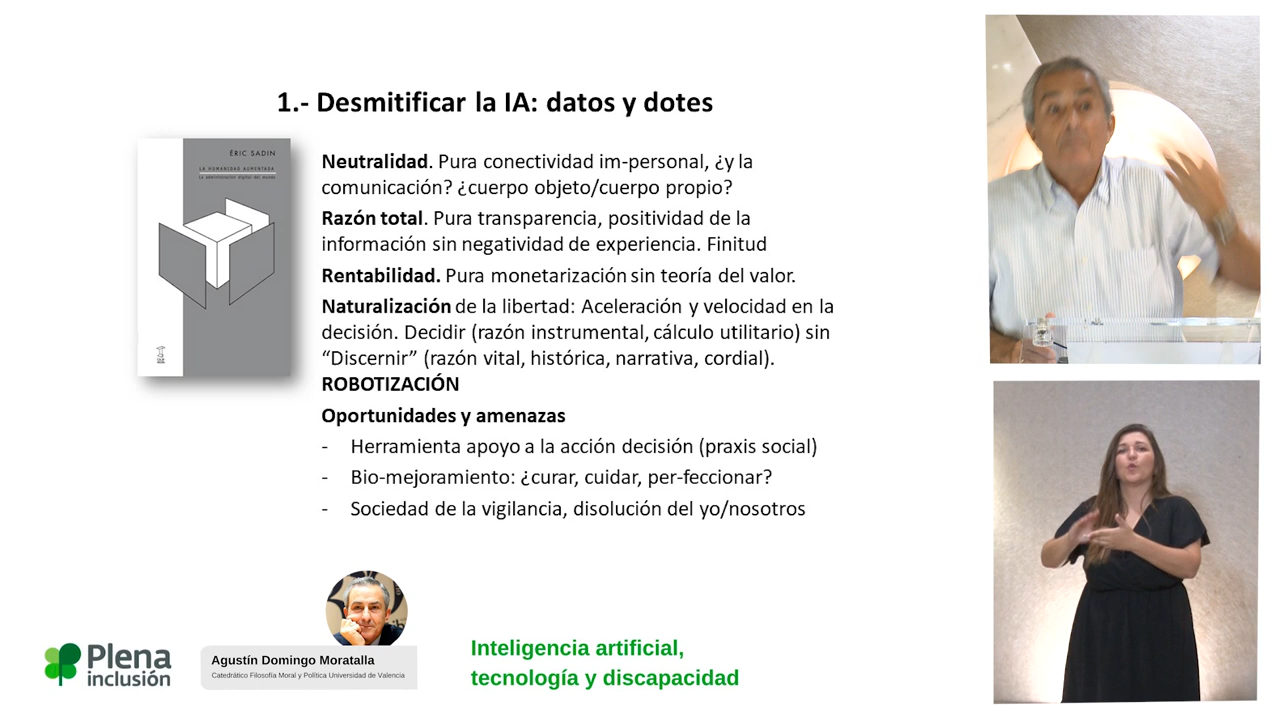 1.- Desmitificar la IA: datos y dotes
ÉRIC SADIN
LA HUMANIDAD AUMENTADA
La administración digital del mundo
Neutralidad. Pura conectividad im-personal, ¿y la
comunicación? ¿cuerpo objeto/cuerpo propio?
Razón total. Pura transparencia, positividad de la
información sin negatividad de experiencia. Finitud
Rentabilidad. Pura monetarización sin teoría del valor.
Naturalización de la libertad: Aceleración y velocidad en la
decisión. Decidir (razón instrumental, cálculo utilitario) sin
“Discernir” (razón vital, histórica, narrativa, cordial).
ROBOTIZACIÓN
Oportunidades y amenazas
- Herramienta apoyo a la acción decisión (praxis social)
- Bio-mejoramiento: ¿curar, cuidar, per-feccionar?
- Sociedad de la vigilancia, disolución del yo/nosotros
Plena
inclusión
Agustín Domingo Moratalla
Catedrático Filosofía Moral y Política Universidad de Valencia
Inteligencia artificial,
tecnología y discapacidad